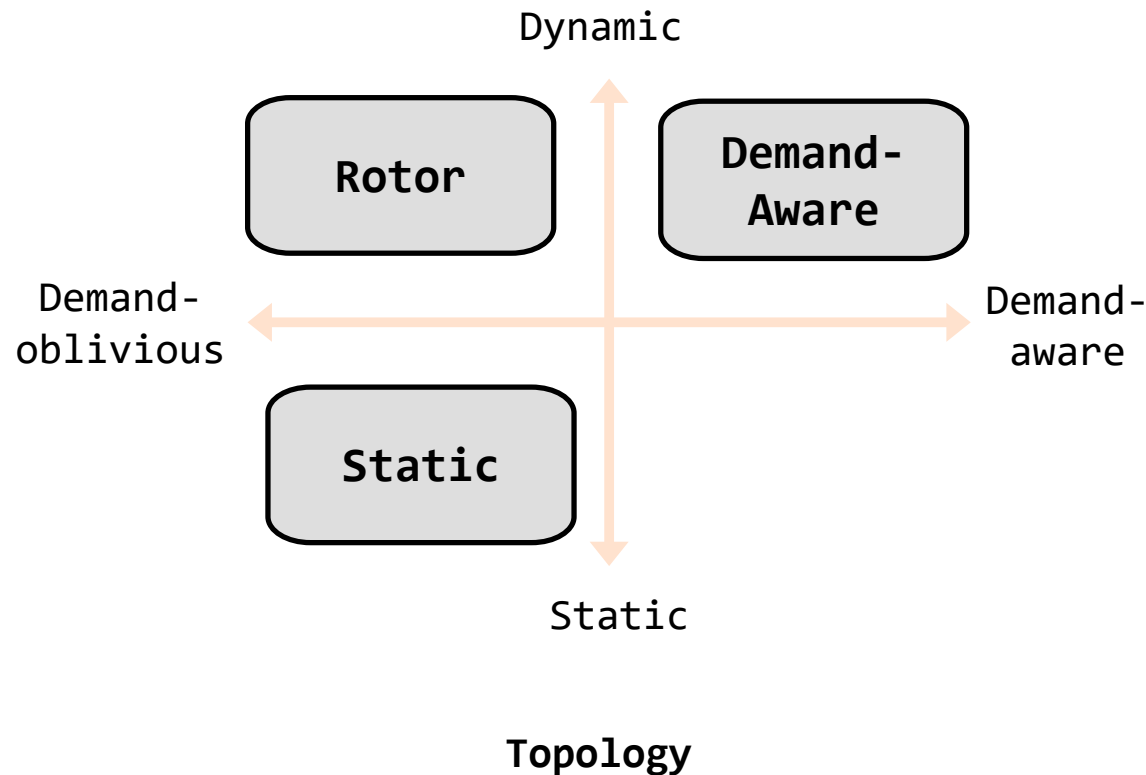 Dynamic
Rotor
Demand-
Aware
Demand-
oblivious
Demand-
aware
Static
Static
Topology